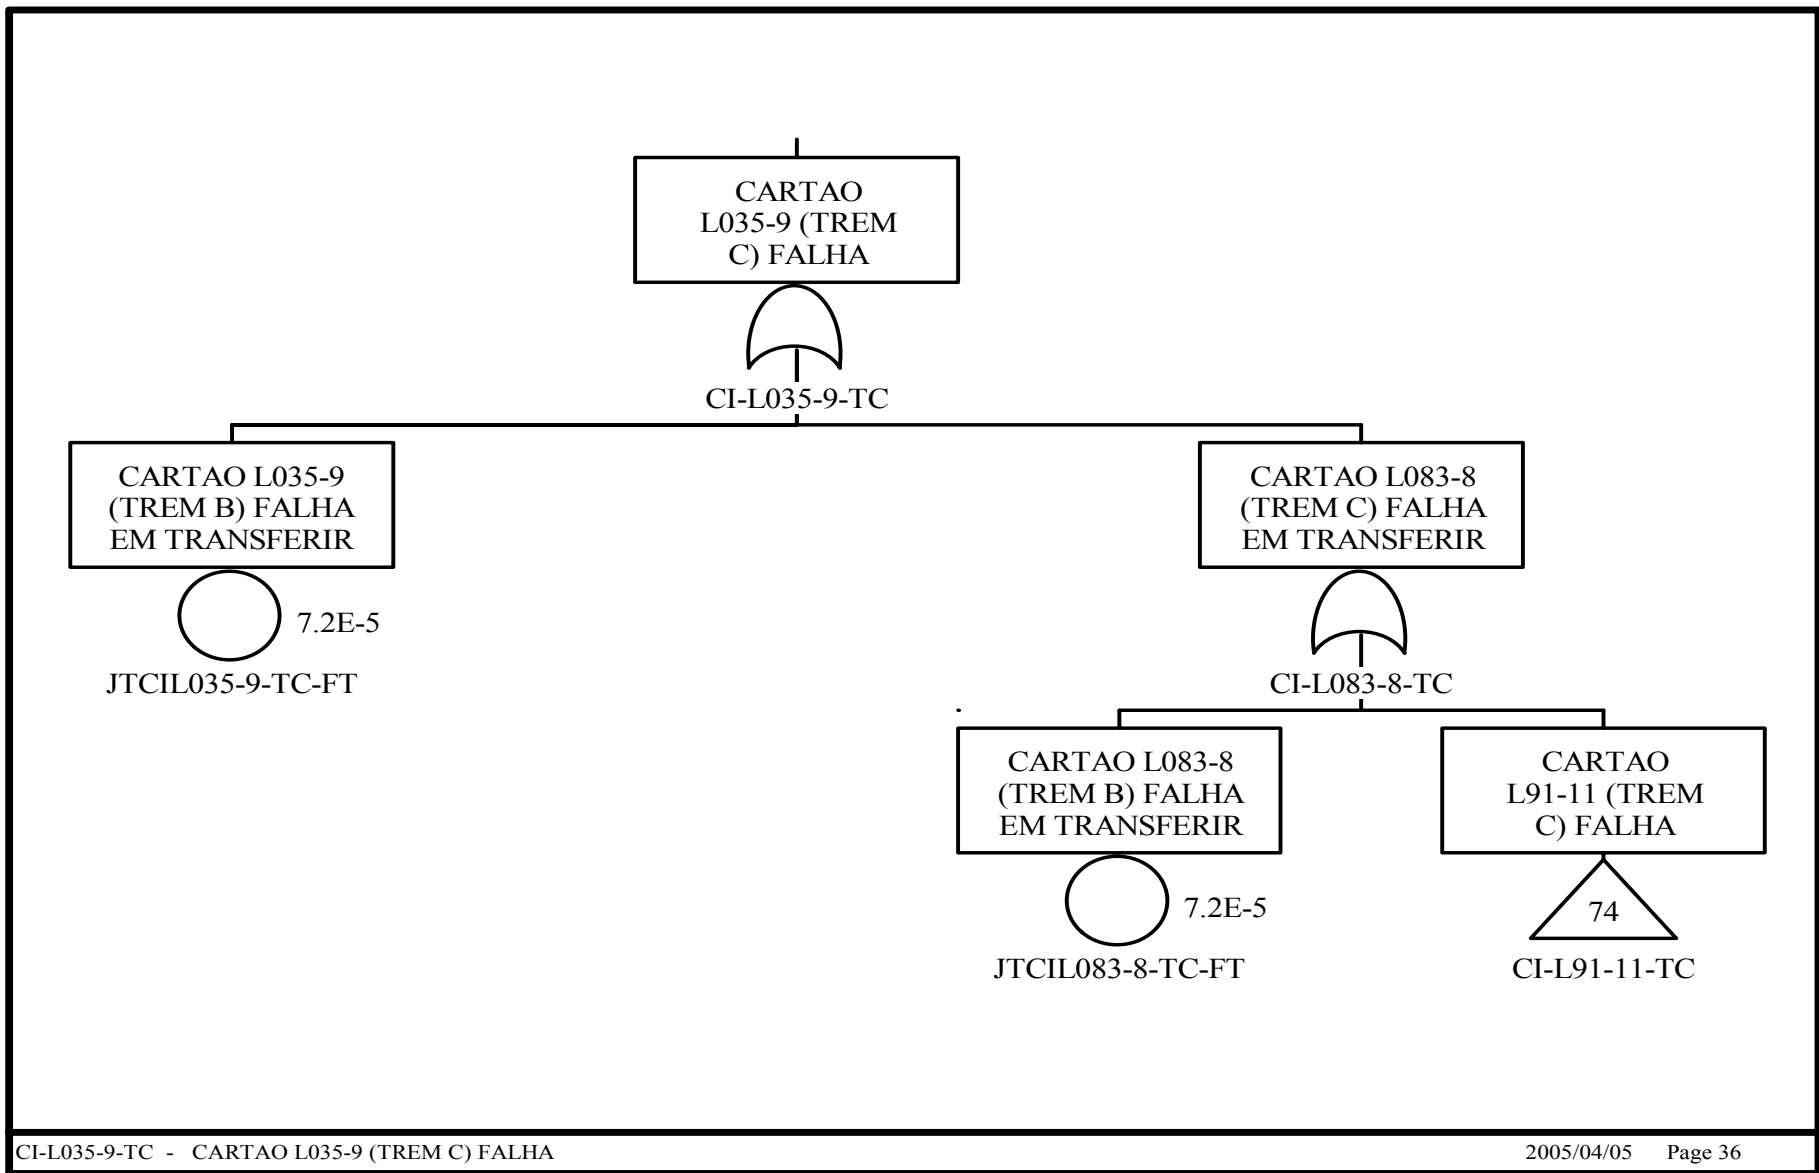 CARTAO
L035-9 (TREM
C) FALHA
CI-L035-9-TC
CARTAO L035-9
(TREM B) FALHA
EM TRANSFERIR
7.2E-5
JTCIL035-9-TC-FT
CARTAO L083-8
(TREM C) FALHA
EM TRANSFERIR
CI-L083-8-TC
CARTAO L083-8
(TREM B) FALHA
EM TRANSFERIR
7.2E-5
JTCIL083-8-TC-FT
CARTAO
L91-11 (TREM
C) FALHA
74
CI-L91-11-TC
CI-L035-9-TC - CARTAO L035-9 (TREM C) FALHA
2005/04/05 Page 36